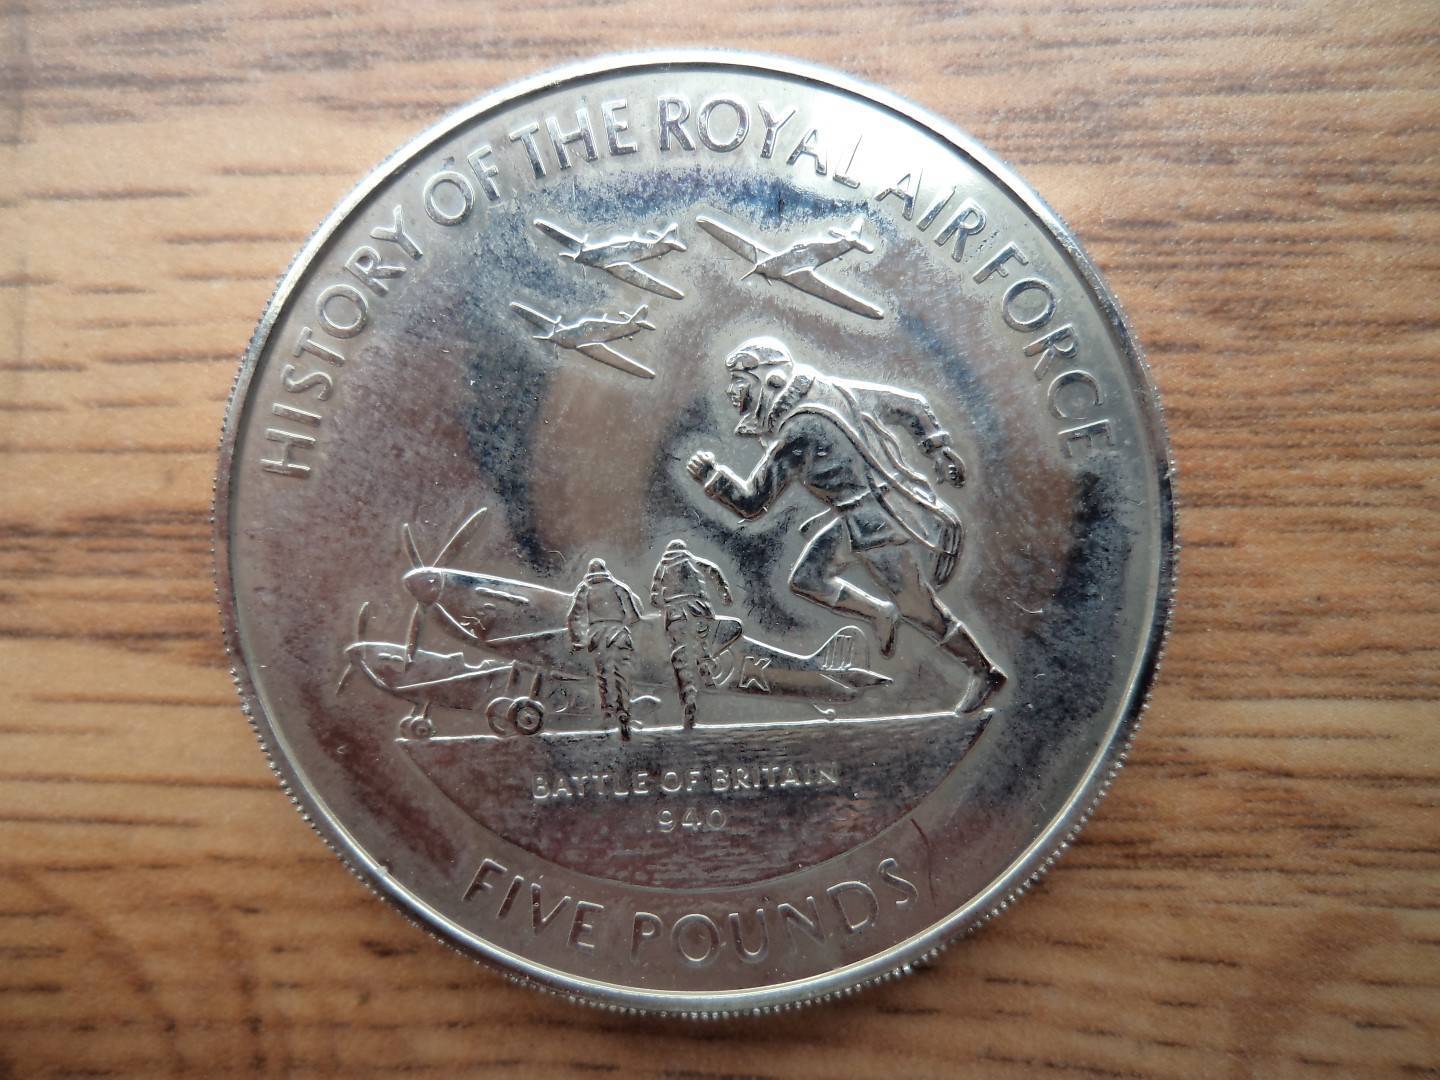 HISTORY OF THE ROYAL AIR FORCE
K
BATTLE OF BRITAIN
1940
FIVE POUNDS